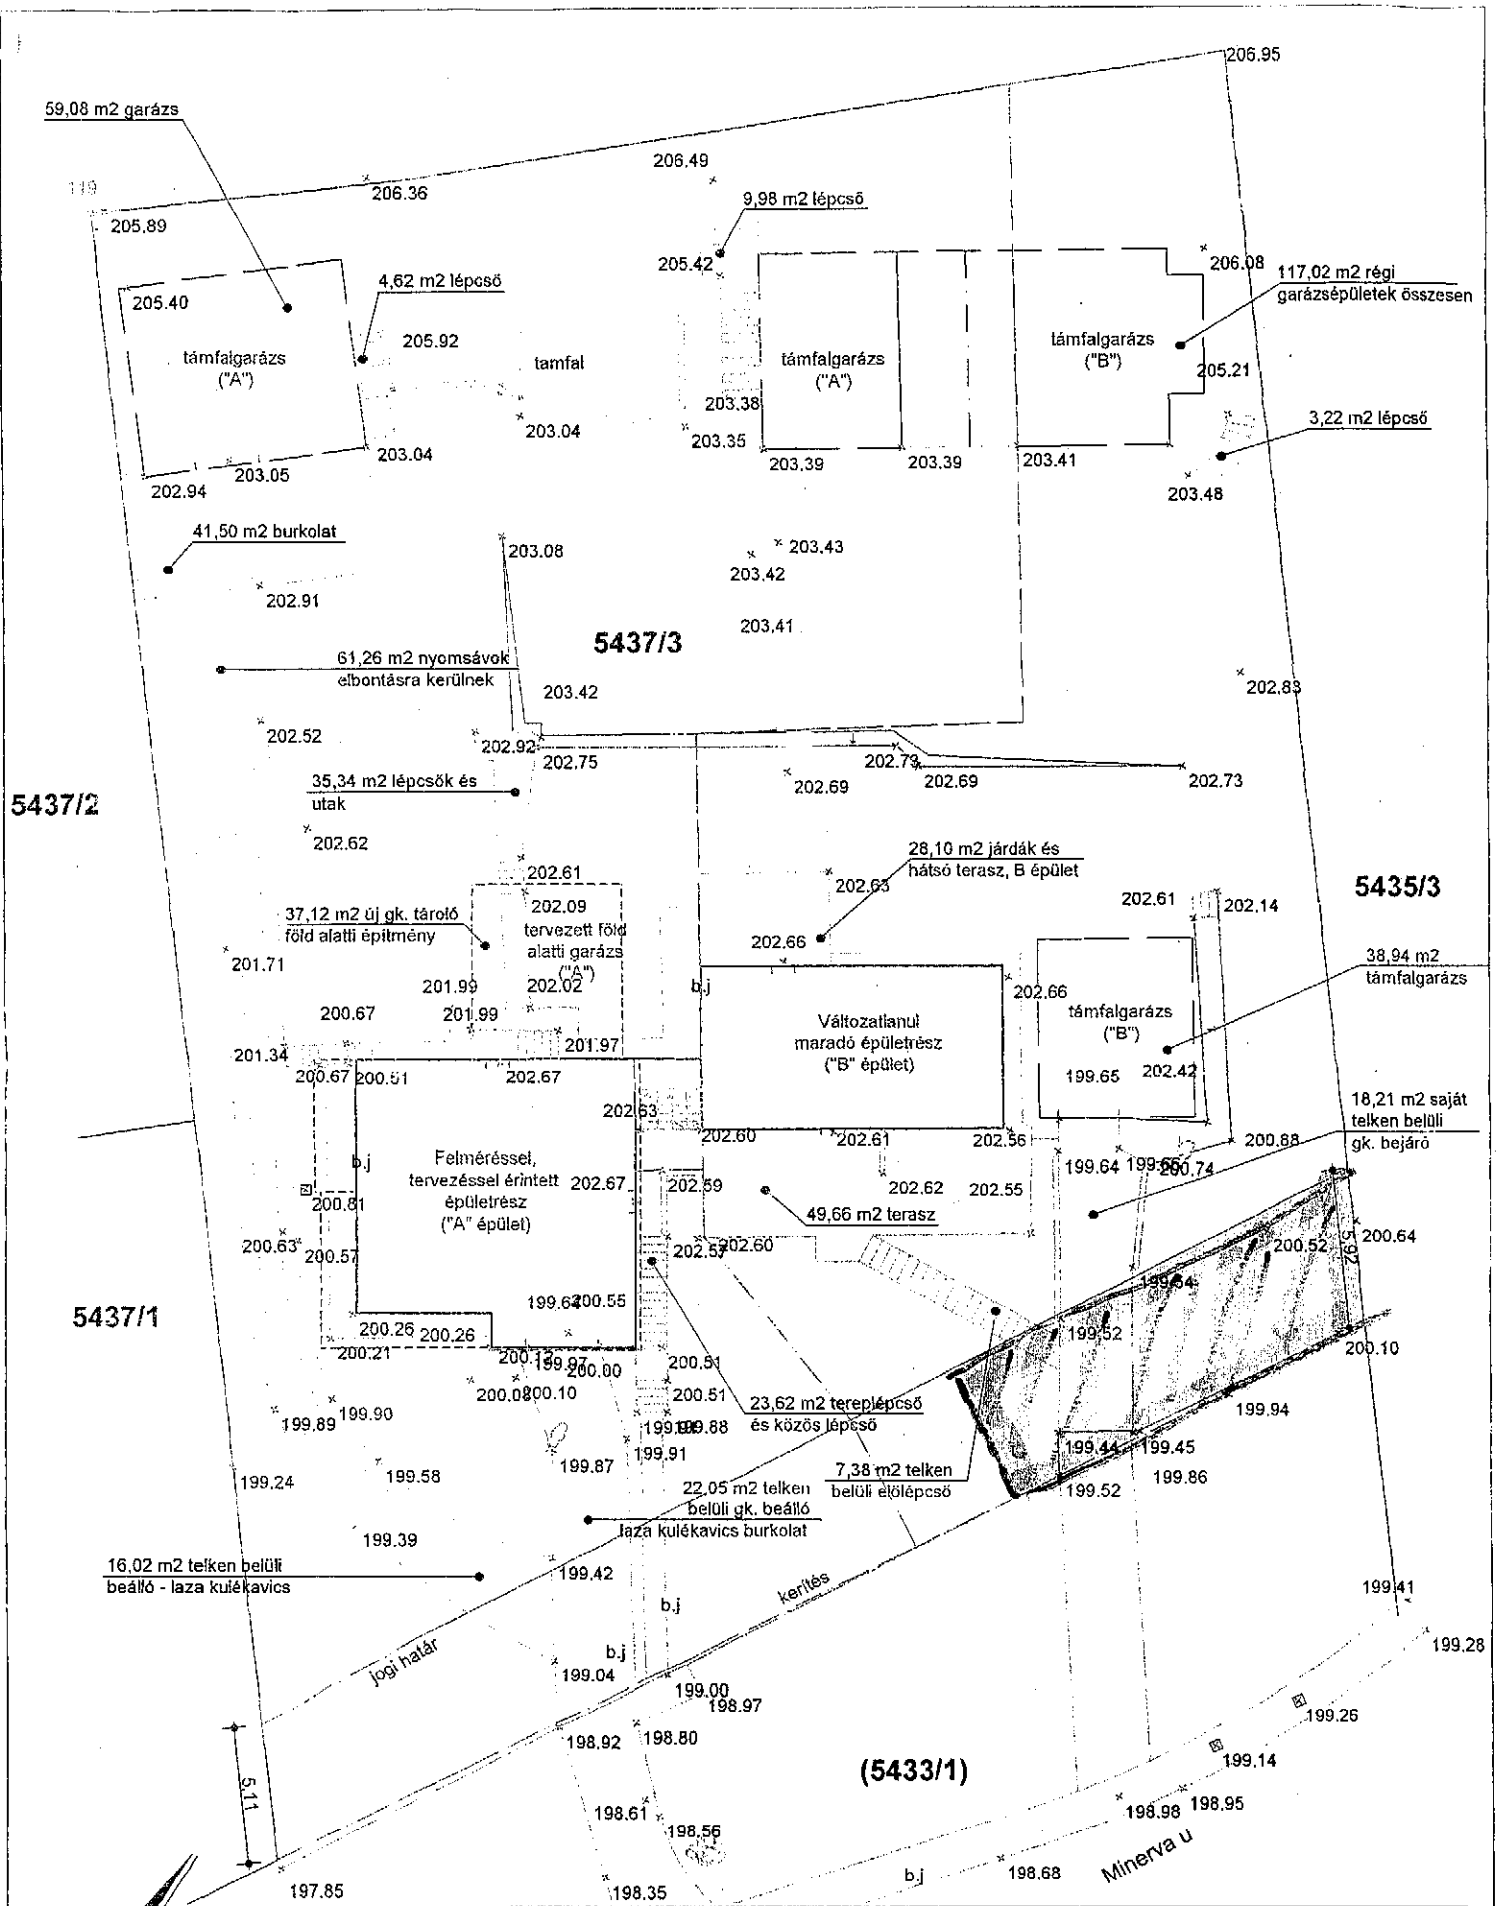 206.95
59,08 m2 garázs
206.49
119
206.36
9,98 m2 lépcső
205.89
205.42
206.08
117,02 m2 régi
garázsépületek összesen
4,62 m2 lépcső
205.40
205.92
támfalgarázs
("A")
tamfal
támfalgarázs
("A")
támfalgarázs
("B")
205.21
203.38
203.04
203.35
3,22 m2 lépcső
203.04
203.05
202.94
203.39
203.39
203.41
203.48
41,50 m2 burkolat
203.08
203.43
203.42
202.91
203.41
5437/3
61,26 m2 nyomsávok
elbontásra kerülnek
203.42
202.83
202.52
202.92
202.75
202.73
202.69
202.69
202.73
35,34 m2 lépcsők és
utak
5437/2
202.62
28,10 m2 járdák és
hátsó terasz, B épület
202.61
202.63
5435/3
202.61
202.14
37,12 m2 új gk. tároló
föld alatti építmény
202.09
tervezett föld
alatti garázs
("A")
202.66
38,94 m2
támfalgarázs
201.71
201.99
202.02
b.j
202.66
200.67
201.99
Változatlanul
maradó épületrész
("B" épület)
támfalgarázs
("B")
201.34
201.97
199.65
202.42
200.67
200.51
202.67
18,21 m2 saját
telken belüli
gk. bejáró
202.63
202.60
202.61
202.56
200.88
b.j
Felméréssel,
tervezéssel érintett
épületrész
("A" épület)
202.67
202.59
202.62
202.55
199.64
199.65
200.74
200.81
49,66 m2 terasz
200.63
200.57
202.57
202.60
200.52
200.64
5.92
199.54
5437/1
199.64
200.55
199.52
200.26
200.26
200.21
200.12
199.97
200.00
200.51
200.10
200.08
200.10
200.51
199.89
199.90
23,62 m2 tereplépcső
és közös lépcső
199.94
199.88
199.91
199.44
199.45
199.24
199.58
199.87
7,38 m2 telken
belüli előlépcső
199.86
199.52
22,05 m2 telken
belüli gk. beálló
laza kulékavics burkolat
199.39
16,02 m2 telken belüli
beálló - laza kulékavics
199.42
kerítés
199.41
b.j
b.j
199.28
jogi határ
199.04
199.00
198.97
199.26
198.92
198.80
5.11
(5433/1)
199.14
198.61
198.98
198.95
198.56
Minerva u
197.85
198.35
b.j
198.68